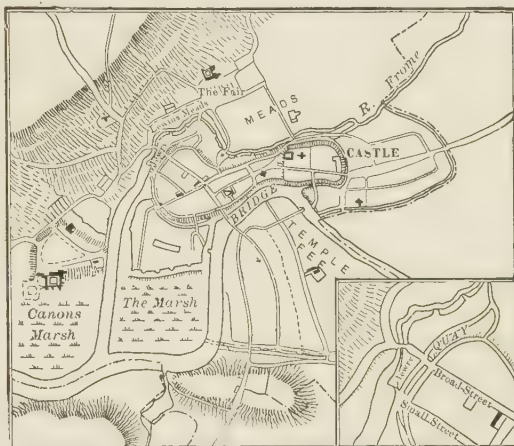 R. Frome
The Fair
MEADS
CASTLE
BRIDGE
TEMPLE
FEE
Canons
Marsh
The Marsh
QUAY
Broad Street
Small Street